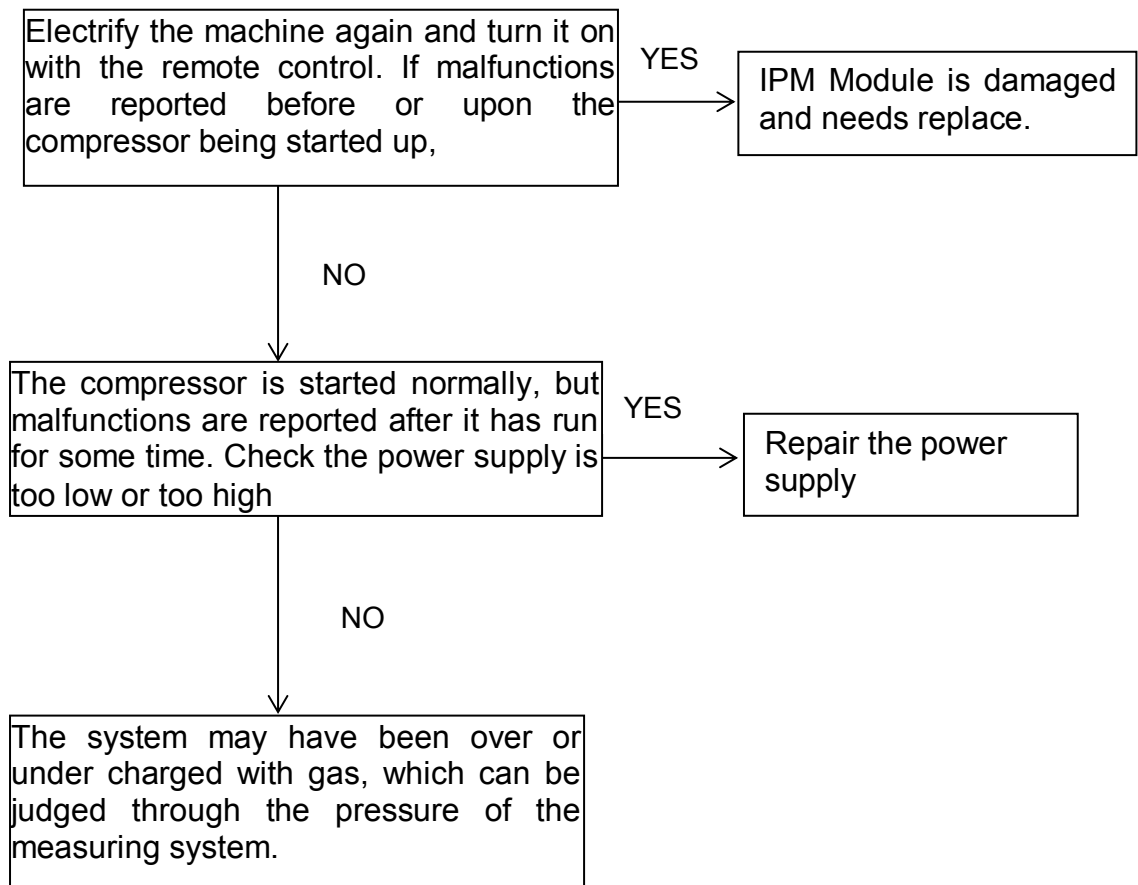 Electrify the machine again and turn it on
with the remote control. If malfunctions
are reported before or upon the
compressor being started up,
YES
IPM Module is damaged
and needs replace.
NO
The compressor is started normally, but
malfunctions are reported after it has run
for some time. Check the power supply is
too low or too high
YES
Repair the power
supply
NO
The system may have been over or
under charged with gas, which can be
judged through the pressure of the
measuring system.